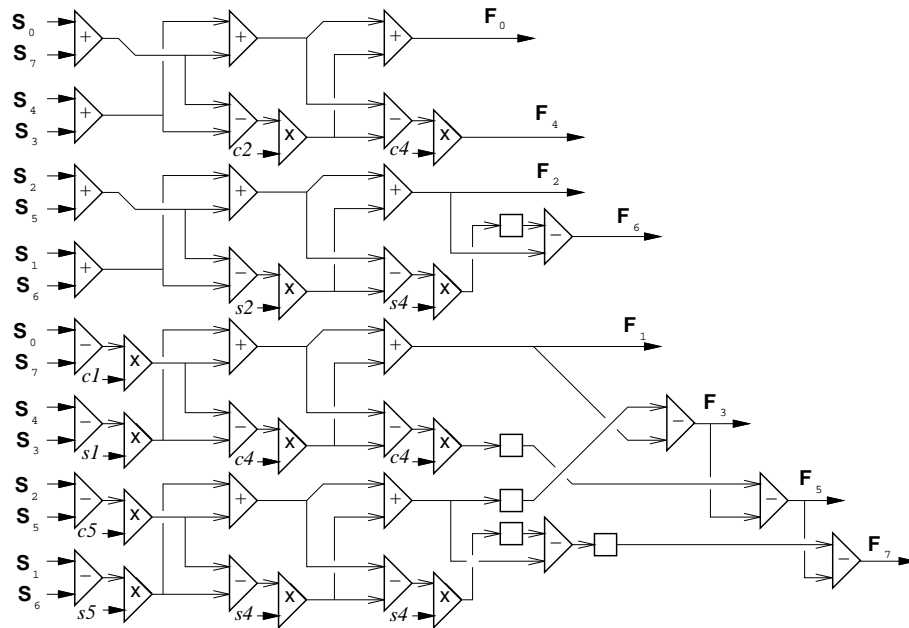 S₀ + + + F₀
S₇
S₄ + − X − X F₄
S₃ c2 c4
S₂ + + + F₂
S₅ − F₆
S₁ + − X − X
S₆ s2 s4
S₀ − X + + F₁
S₇ c1
S₄ − X − X − X − F₃
S₃ s1 c4 c4
S₂ − X + + − F₅
S₅ c5 −
S₁ − X − X − X − F₇
S₆ s5 s4 s4